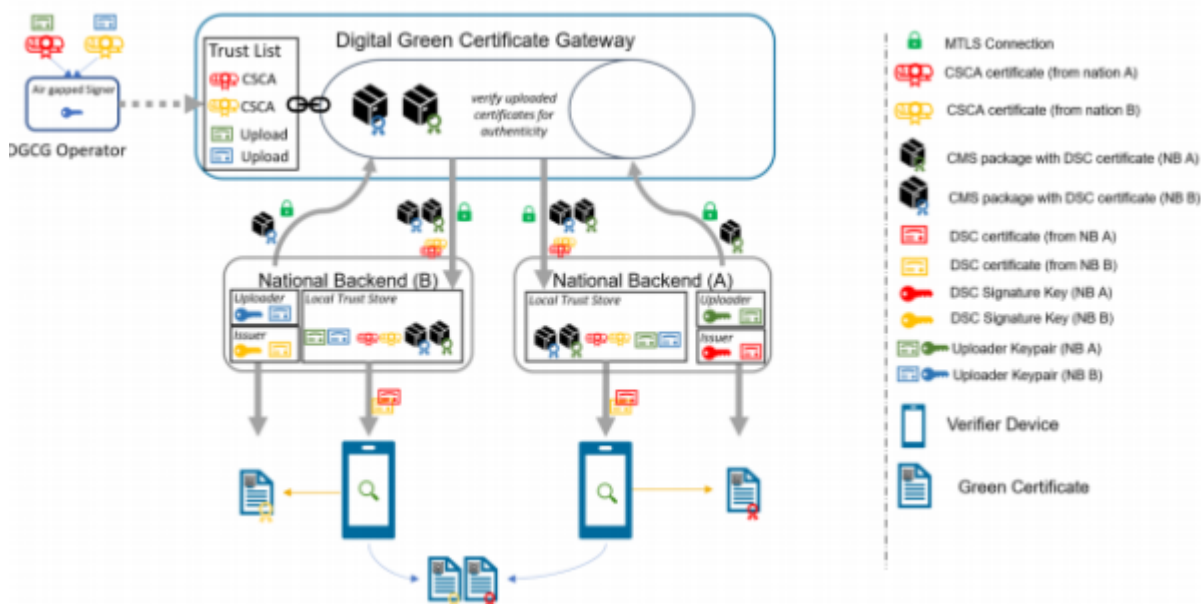 Digital Green Certificate Gateway
Trust List
CSCA
CSCA
Upload
Upload
verify uploaded
certificates for
authenticity
Air gapped Signer
DGCG Operator
National Backend (B)
Uploader
Issuer
Local Trust Store
National Backend (A)
Local Trust Store
Uploader
Issuer
MTLS Connection
CSCA certificate (from nation A)
CSCA certificate (from nation B)
CMS package with DSC certificate (NB A)
CMS package with DSC certificate (NB B)
DSC certificate (from NB A)
DSC certificate (from NB B)
DSC Signature Key (NB A)
DSC Signature Key (NB B)
Uploader Keypair (NB A)
Uploader Keypair (NB B)
Verifier Device
Green Certificate